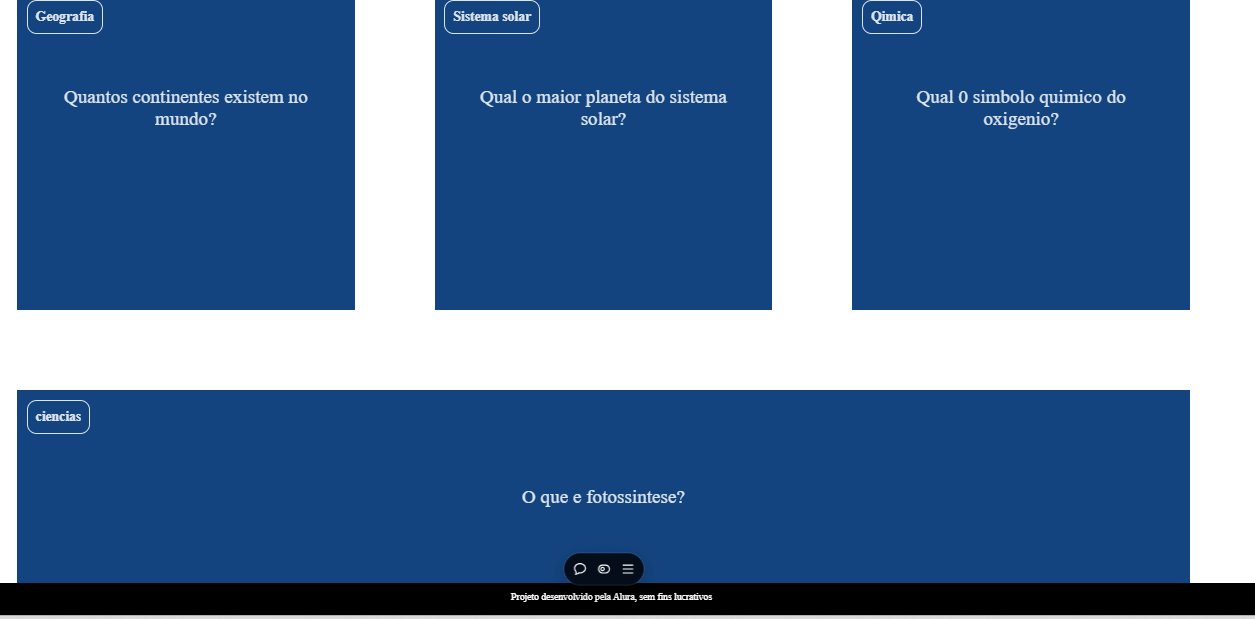 Geografia
Sistema solar
Qimica
Quantos continentes existem no
mundo?
Qual o maior planeta do sistema
solar?
Qual 0 simbolo quimico do
oxigenio?
ciencias
O que e fotossintese?
Projeto desenvolvido pela Alura, sem fins lucrativos